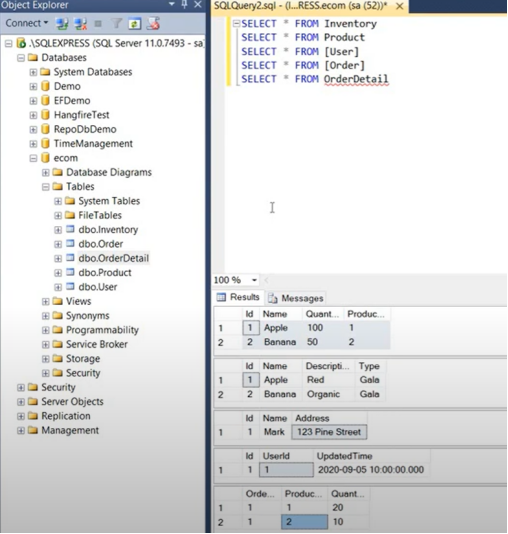 Object Explorer
Connect
.\SQLEXPRESS (SQL Server 11.0.7493 - sa
Databases
System Databases
Demo
EFDemo
HangfireTest
RepoDbDemo
TimeManagement
ecom
Database Diagrams
Tables
System Tables
FileTables
dbo.Inventory
dbo.Order
dbo.OrderDetail
dbo.Product
dbo.User
Views
Synonyms
Programmability
Service Broker
Storage
Security
Security
Server Objects
Replication
Management
SQLQuery2.sql - (l...RESS.ecom (sa (52))*
SELECT * FROM Inventory
SELECT * FROM Product
SELECT * FROM [User]
SELECT * FROM [Order]
SELECT * FROM OrderDetail
100 %
Results Messages
Id Name Quant... Produc...
1 1 Apple 100 1
2 2 Banana 50 2
Id Name Descripti... Type
1 1 Apple Red Gala
2 2 Banana Organic Gala
Id Name Address
1 1 Mark 123 Pine Street
Id UserId UpdatedTime
1 1 1 2020-09-05 10:00:00.000
Orde... Produc... Quant...
1 1 1 20
2 1 2 10